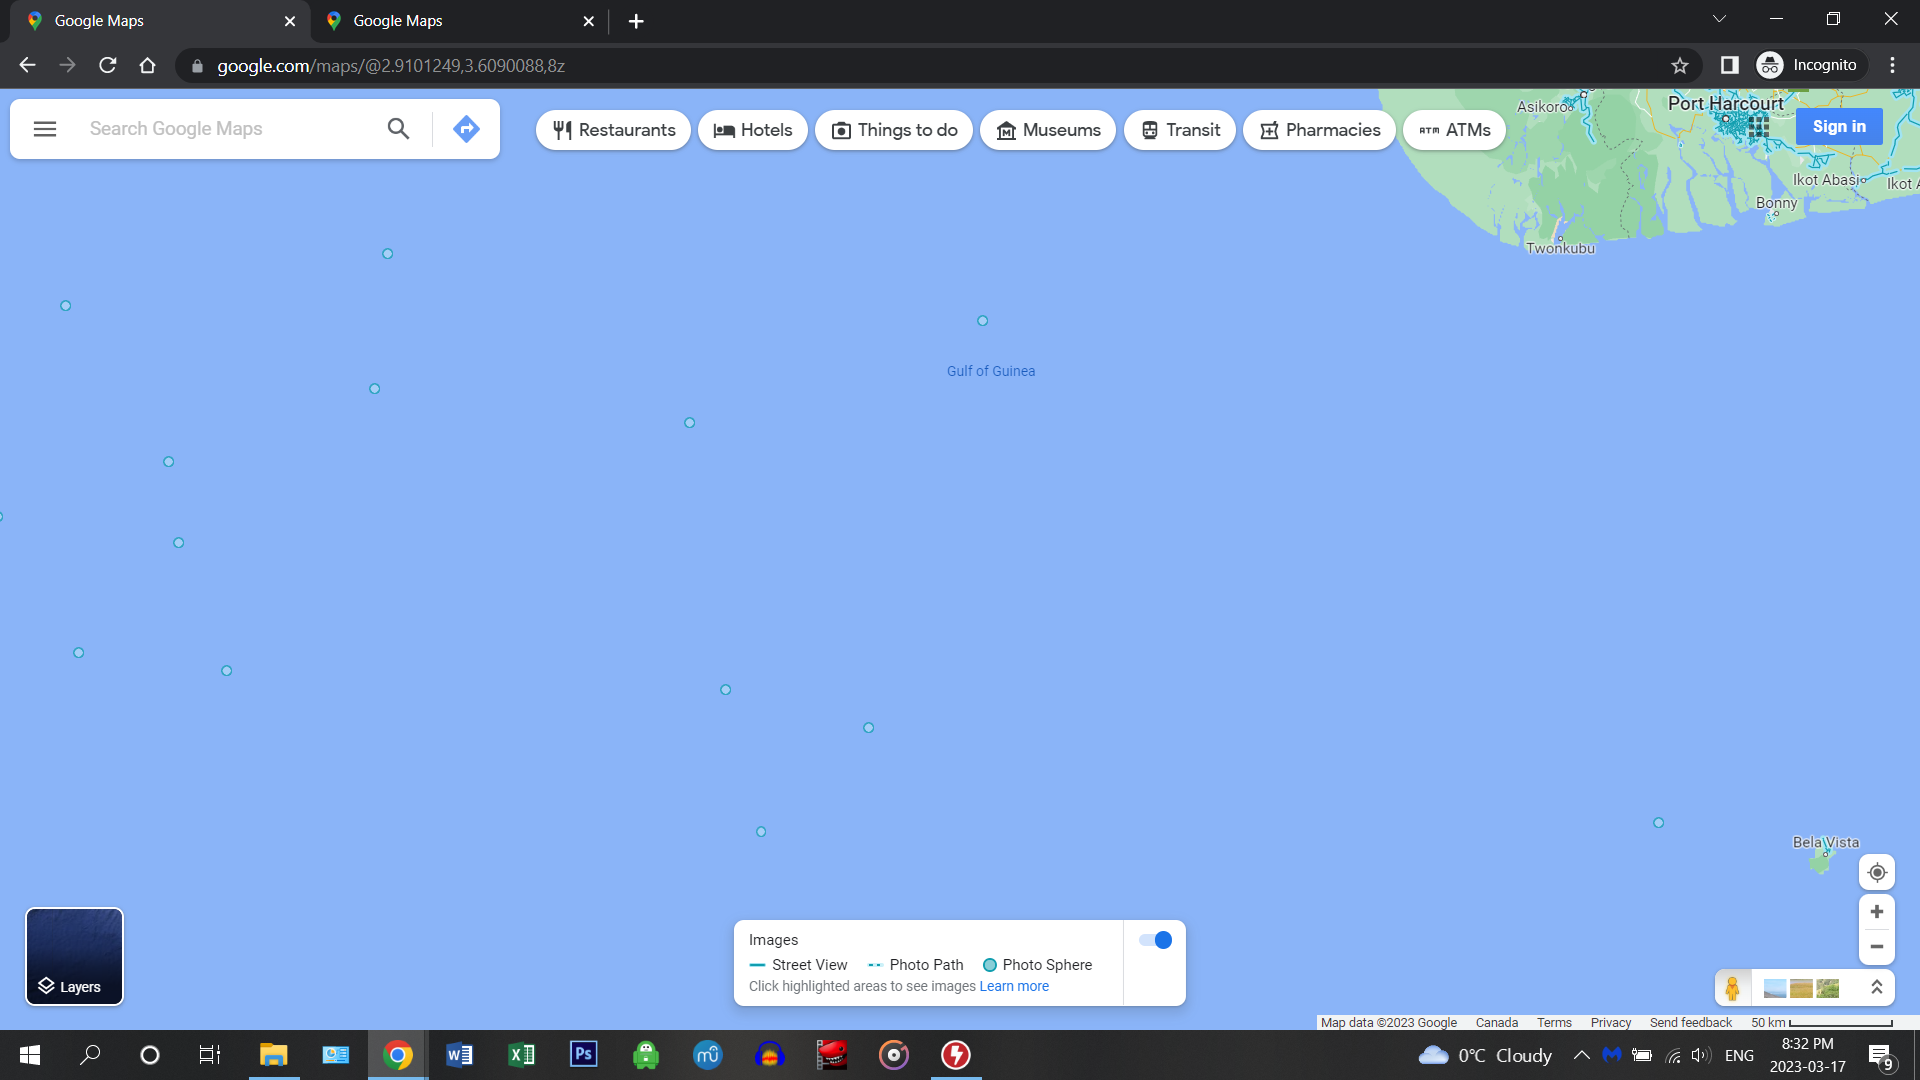 Google Maps
Google Maps
google.com/maps/@2.9101249,3.6090088,8z
Incognito
Search Google Maps
Restaurants
Hotels
Things to do
Museums
Transit
Pharmacies
ATM ATMs
Asikoro
Port Harcourt
Sign in
Ikot Abasi
Ikot A
Bonny
Twonkubu
Gulf of Guinea
Bela Vista
Layers
Images
Street View
Photo Path
Photo Sphere
Click highlighted areas to see images Learn more
Map data ©2023 Google
Canada
Terms
Privacy
Send feedback
50 km
W
X
Ps
mu
0°C Cloudy
ENG
8:32 PM
2023-03-17
9